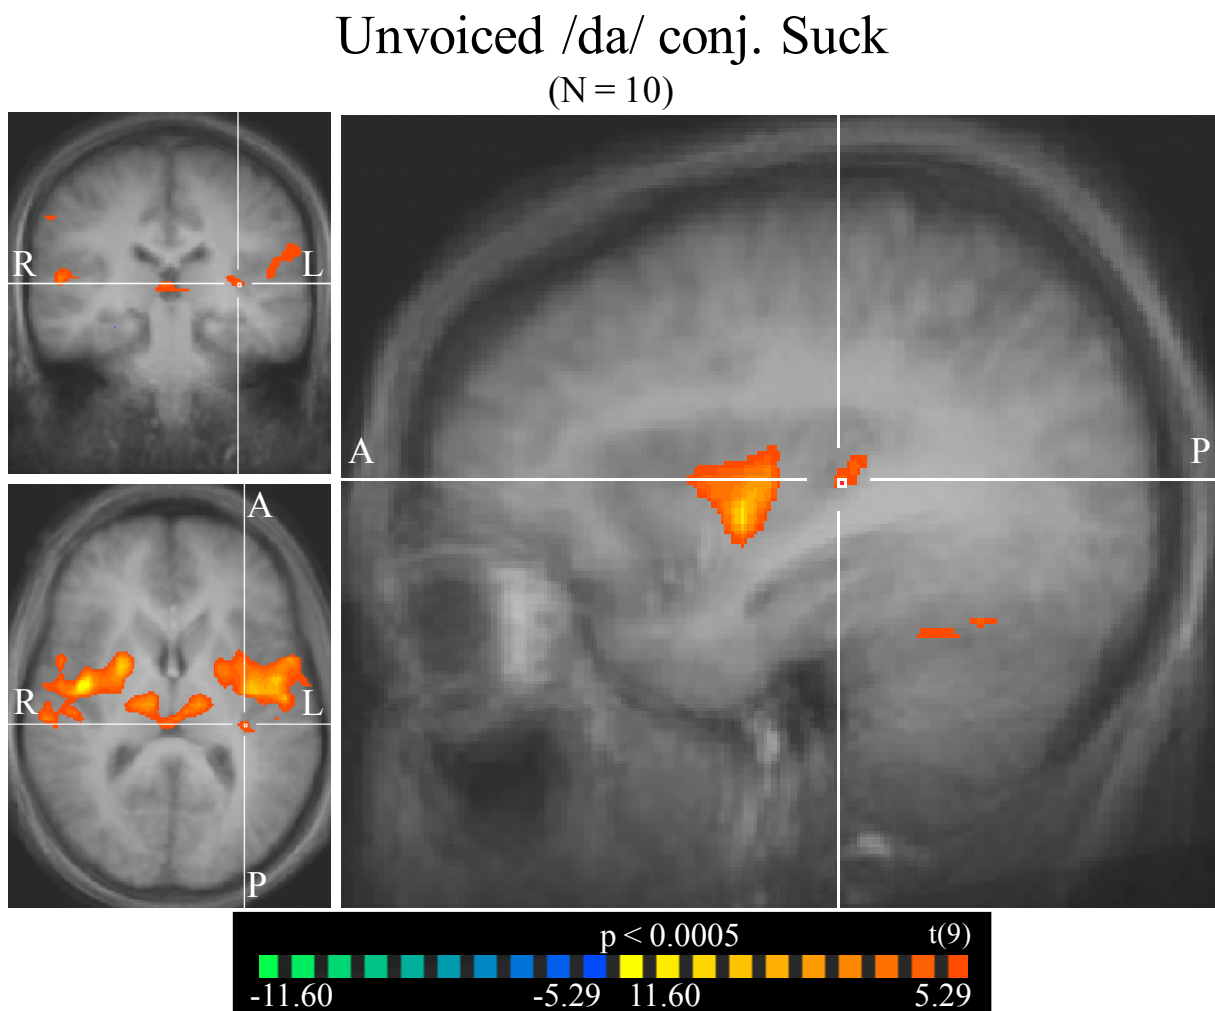 Unvoiced /da/ conj. Suck
(N = 10)
R L
A P
A
R L
P
p < 0.0005 t(9)
-11.60 -5.29 11.60 5.29